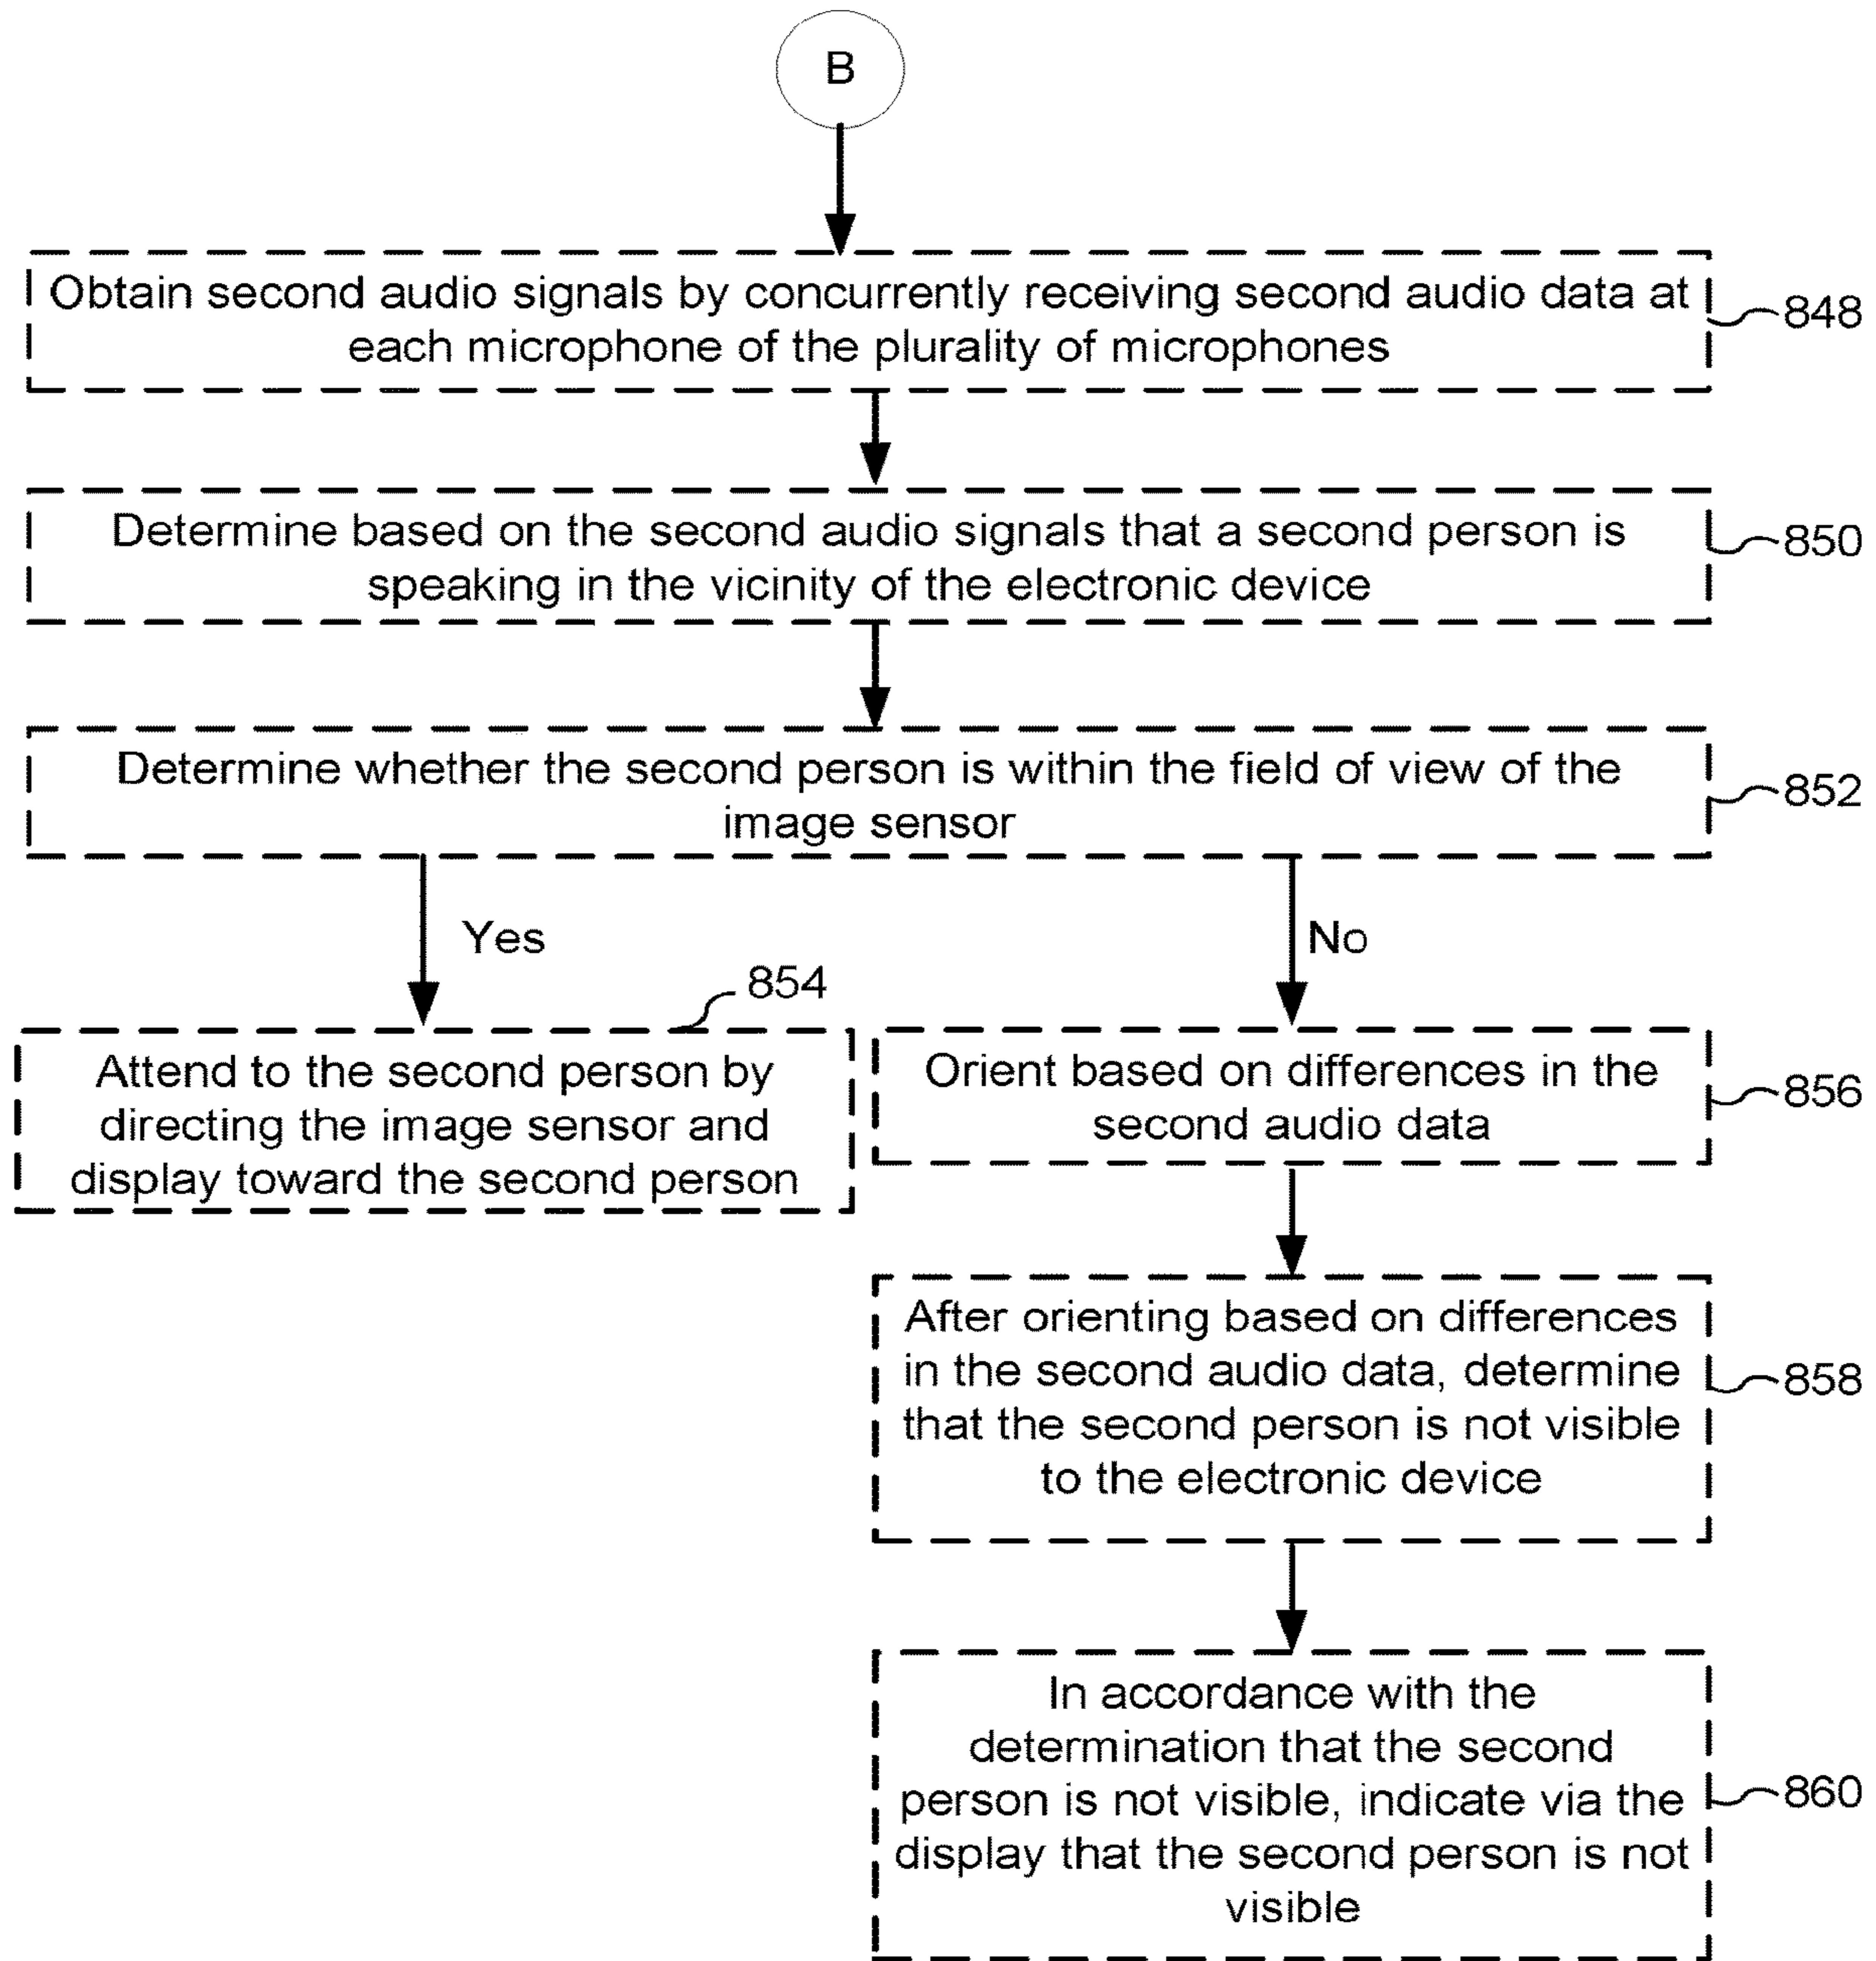 B
Obtain second audio signals by concurrently receiving second audio data at
each microphone of the plurality of microphones
848
Determine based on the second audio signals that a second person is
speaking in the vicinity of the electronic device
850
Determine whether the second person is within the field of view of the
image sensor
852
Yes
No
854
Attend to the second person by
directing the image sensor and
display toward the second person
Orient based on differences in the
second audio data
856
After orienting based on differences
in the second audio data, determine
that the second person is not visible
to the electronic device
858
In accordance with the
determination that the second
person is not visible, indicate via the
display that the second person is not
visible
860